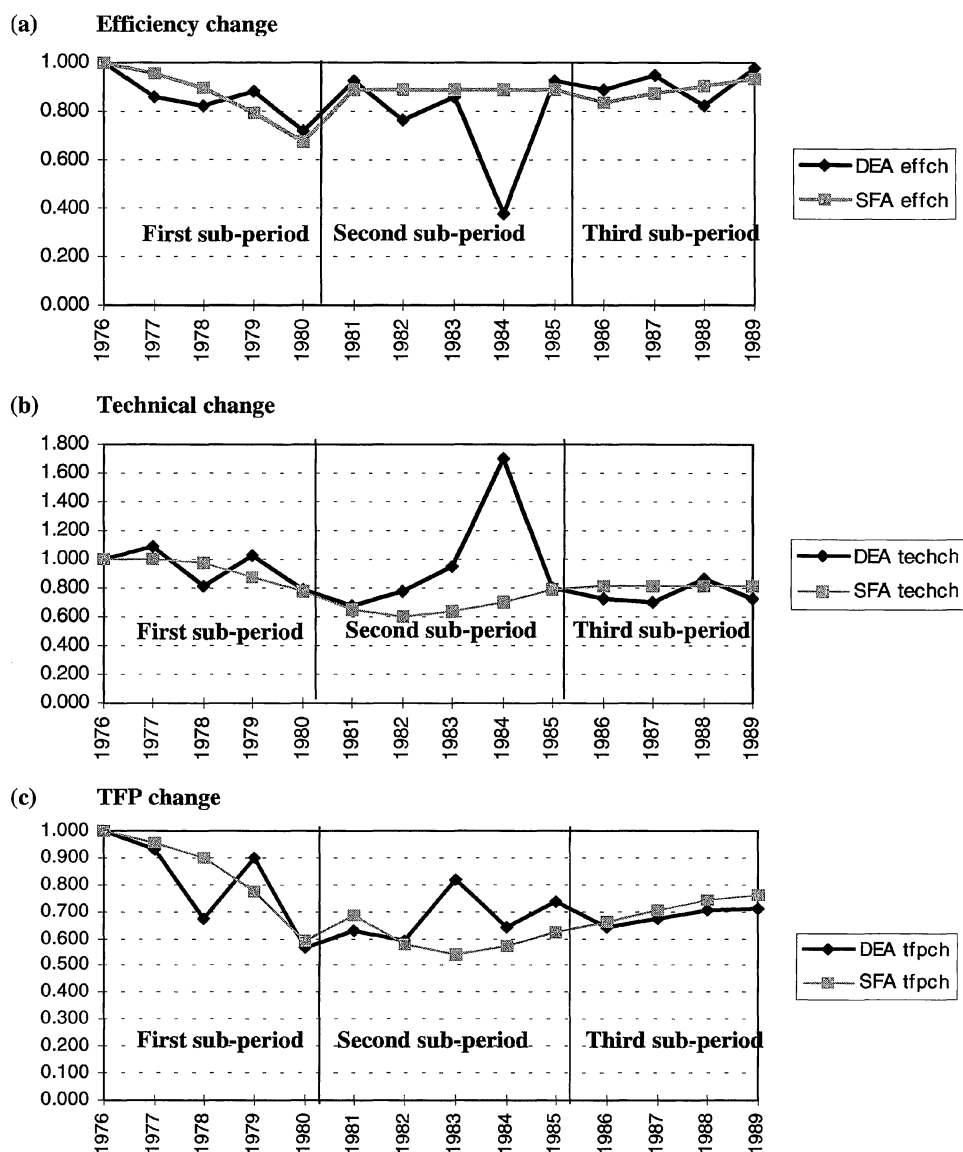 (a) Efficiency change
1.000
0.800
0.600
0.400
0.200
0.000
First sub-period Second sub-period Third sub-period
1976 1977 1978 1979 1980 1981 1982 1983 1984 1985 1986 1987 1988 1989
DEA effch
SFA effch
(b) Technical change
1.800
1.600
1.400
1.200
1.000
0.800
0.600
0.400
0.200
0.000
First sub-period Second sub-period Third sub-period
1976 1977 1978 1979 1980 1981 1982 1983 1984 1985 1986 1987 1988 1989
DEA techch
SFA techch
(c) TFP change
1.000
0.900
0.800
0.700
0.600
0.500
0.400
0.300
0.200
0.100
0.000
First sub-period Second sub-period Third sub-period
1976 1977 1978 1979 1980 1981 1982 1983 1984 1985 1986 1987 1988 1989
DEA tfpch
SFA tfpch